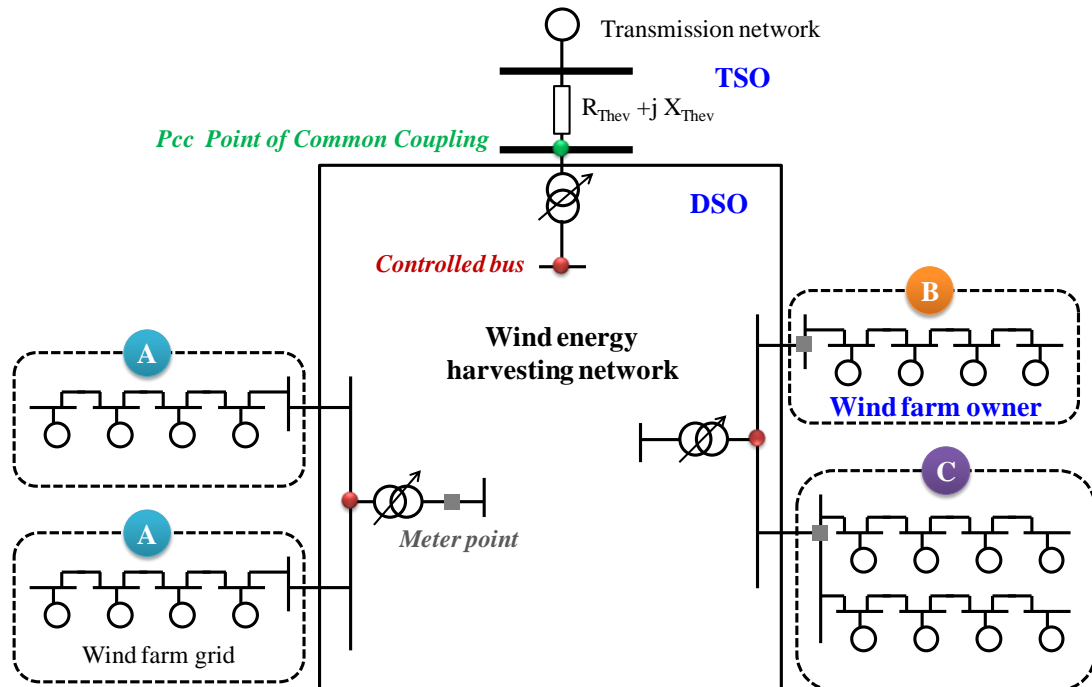 Transmission network
TSO
R_Thev +j X_Thev
Pcc Point of Common Coupling
DSO
Controlled bus
B
Wind energy
harvesting network
A
Wind farm owner
C
Meter point
A
Wind farm grid